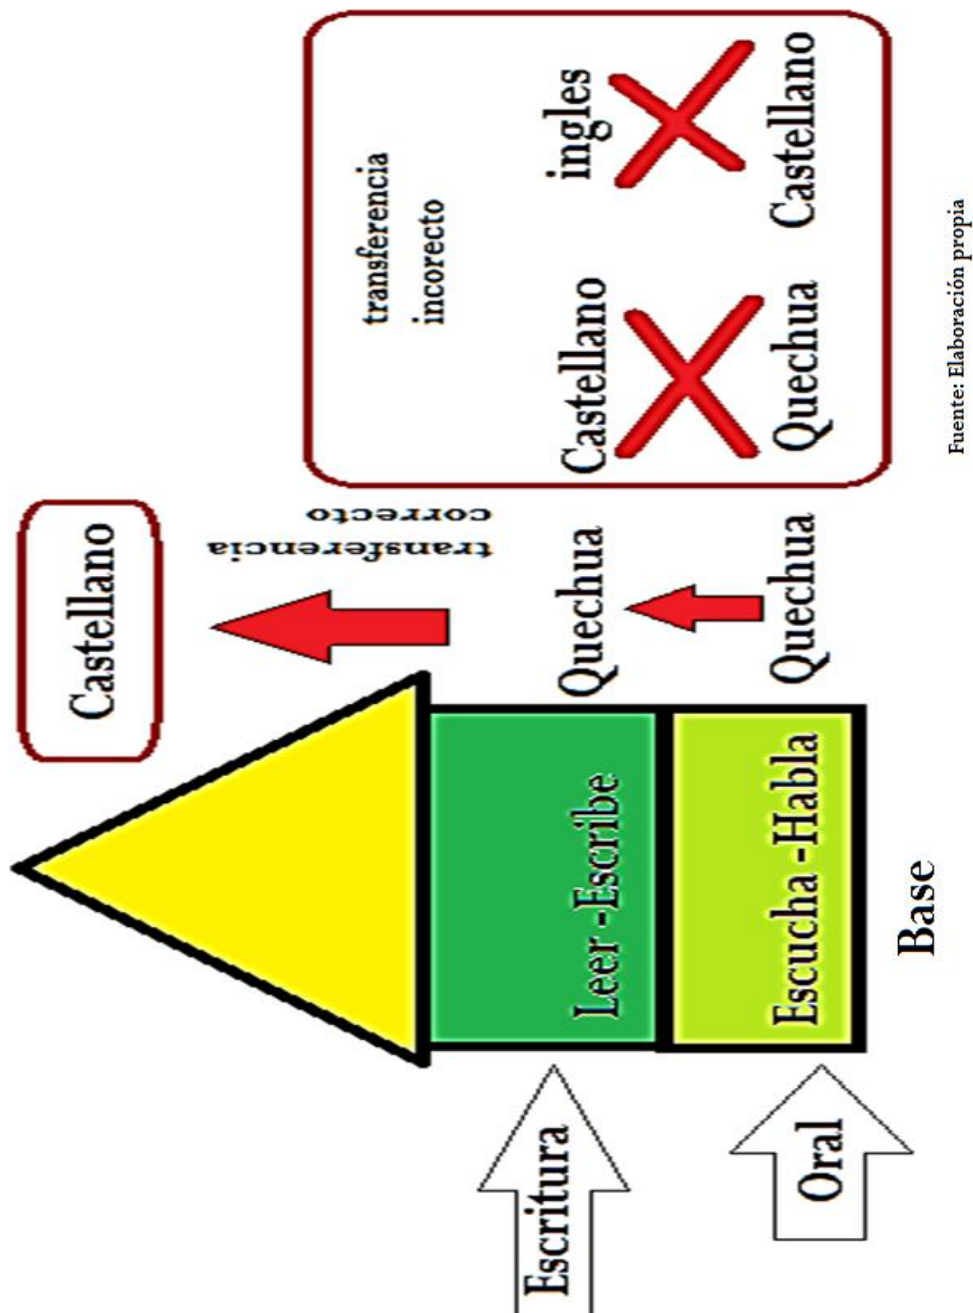 Castellano
transferencia
correcto
transferencia
incorecto
Escritura
Leer -Escribe
Quechua
Castellano
ingles
Oral
Escucha -Habla
Quechua
Quechua
Castellano
Base
Fuente: Elaboración propia